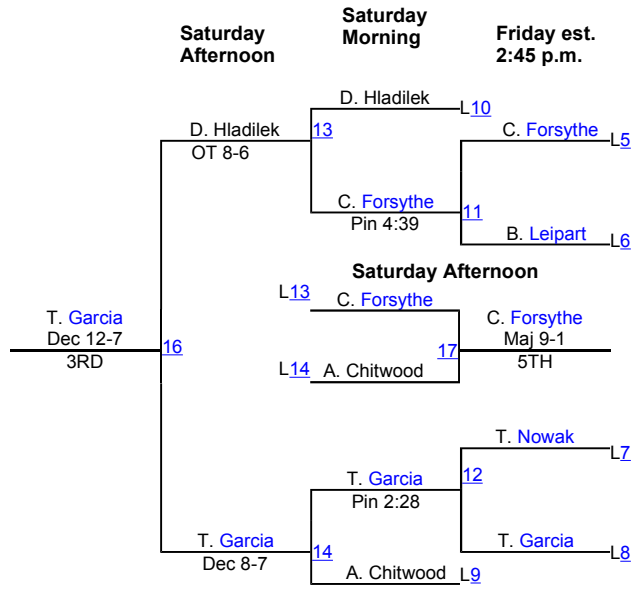 Saturday Afternoon
Saturday Morning
Friday est. 2:45 p.m.
D. Hladilek
L10
D. Hladilek
13
C. Forsythe
L5
OT 8-6
C. Forsythe
11
Pin 4:39
B. Leipart
L6
Saturday Afternoon
L13
C. Forsythe
T. Garcia
C. Forsythe
Dec 12-7
16
17
Maj 9-1
3RD
5TH
L14
A. Chitwood
T. Nowak
L7
T. Garcia
12
Pin 2:28
T. Garcia
14
T. Garcia
L8
Dec 8-7
A. Chitwood
L9